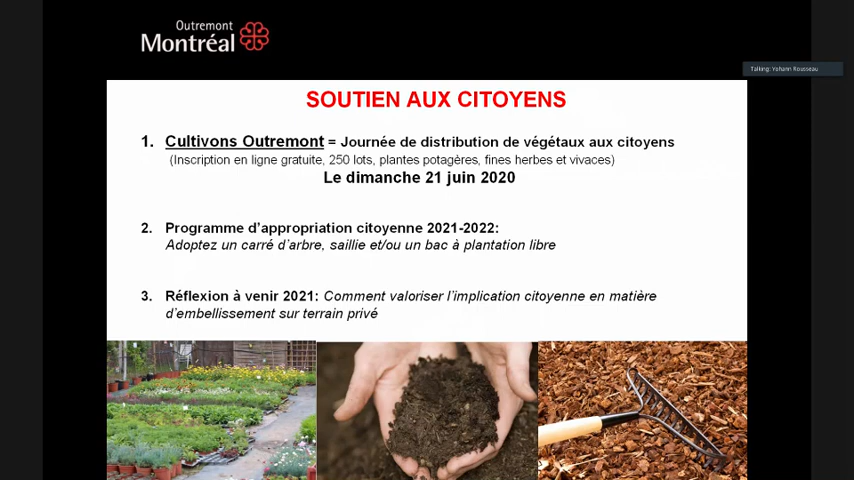 Outremont
Montréal
Talking: Yohann Rousseau
SOUTIEN AUX CITOYENS
1. Cultivons Outremont = Journée de distribution de végétaux aux citoyens
(Inscription en ligne gratuite, 250 lots, plantes potagères, fines herbes et vivaces)
Le dimanche 21 juin 2020
2. Programme d'appropriation citoyenne 2021-2022:
Adoptez un carré d'arbre, saillie et/ou un bac à plantation libre
3. Réflexion à venir 2021: Comment valoriser l'implication citoyenne en matière
d'embellissement sur terrain privé